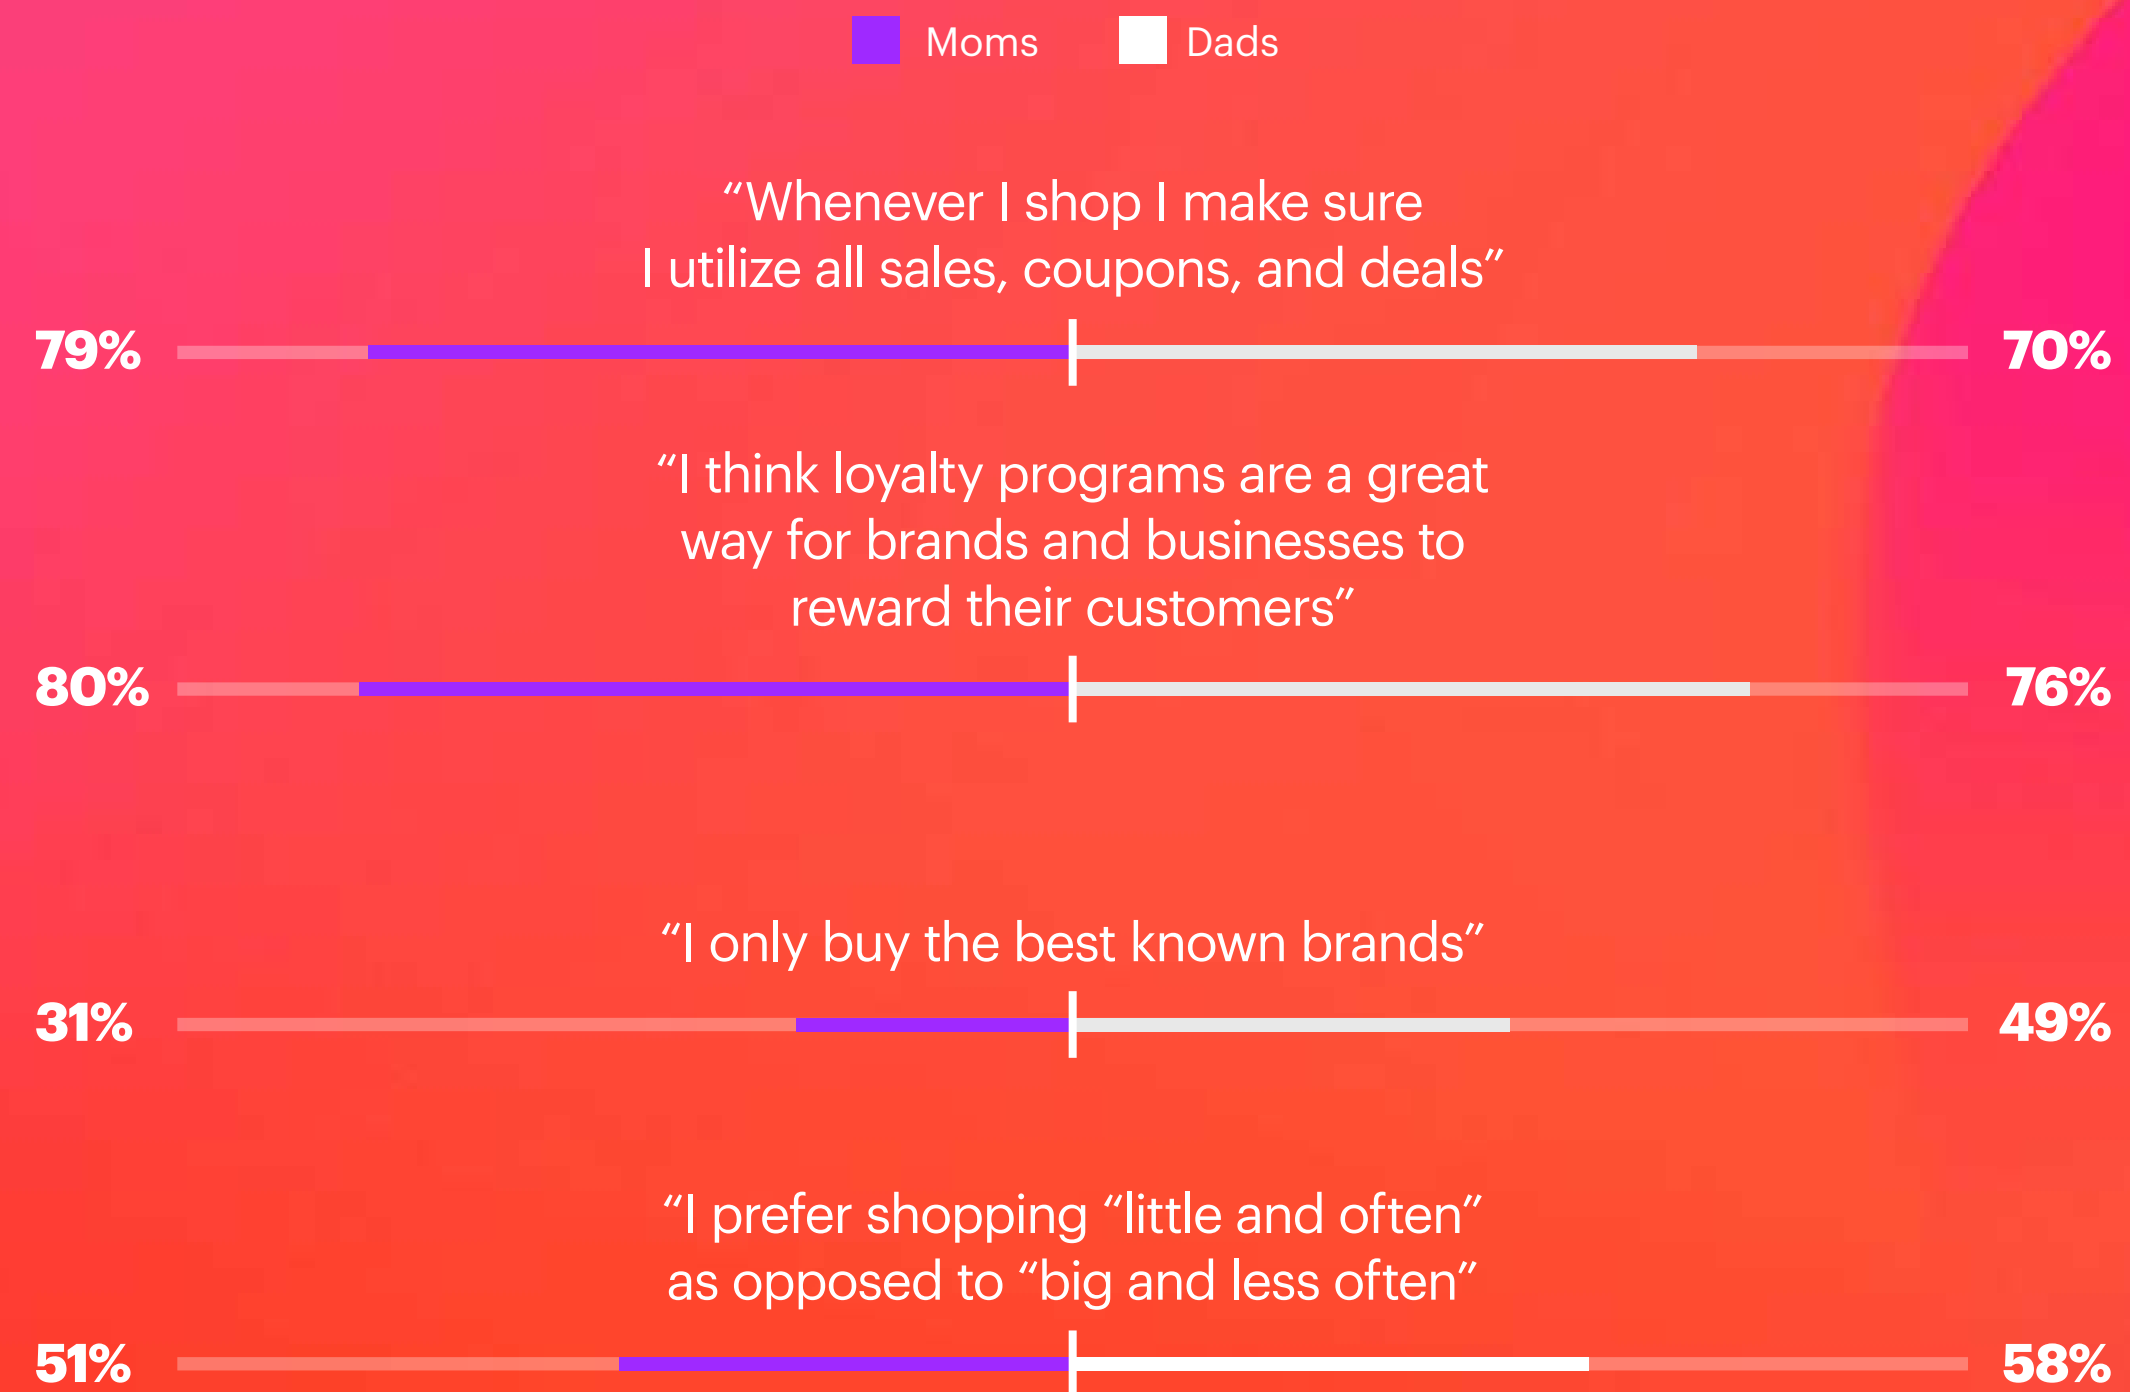 Moms Dads
“Whenever I shop I make sure
I utilize all sales, coupons, and deals”
79% 70%
“I think loyalty programs are a great
way for brands and businesses to
reward their customers”
80% 76%
“I only buy the best known brands”
31% 49%
“I prefer shopping “little and often”
as opposed to “big and less often”
51% 58%